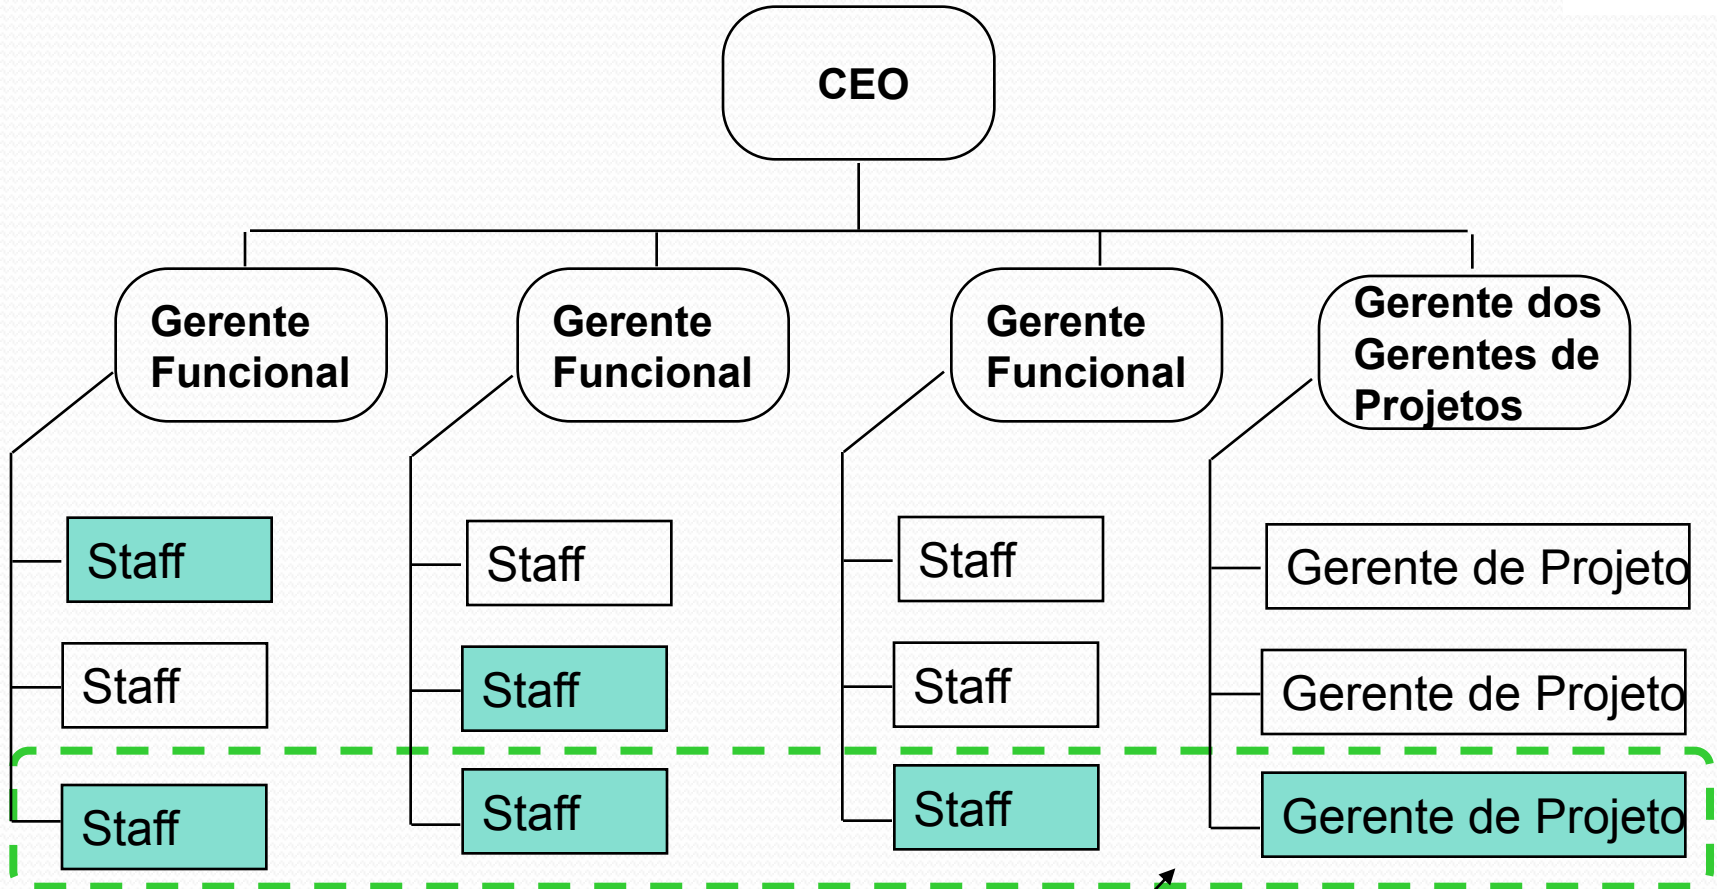 CEO
Gerente
Funcional
Gerente
Funcional
Gerente
Funcional
Gerente dos
Gerentes de
Projetos
Staff
Staff
Staff
Gerente de Projeto
Staff
Staff
Staff
Gerente de Projeto
Staff
Staff
Staff
Gerente de Projeto